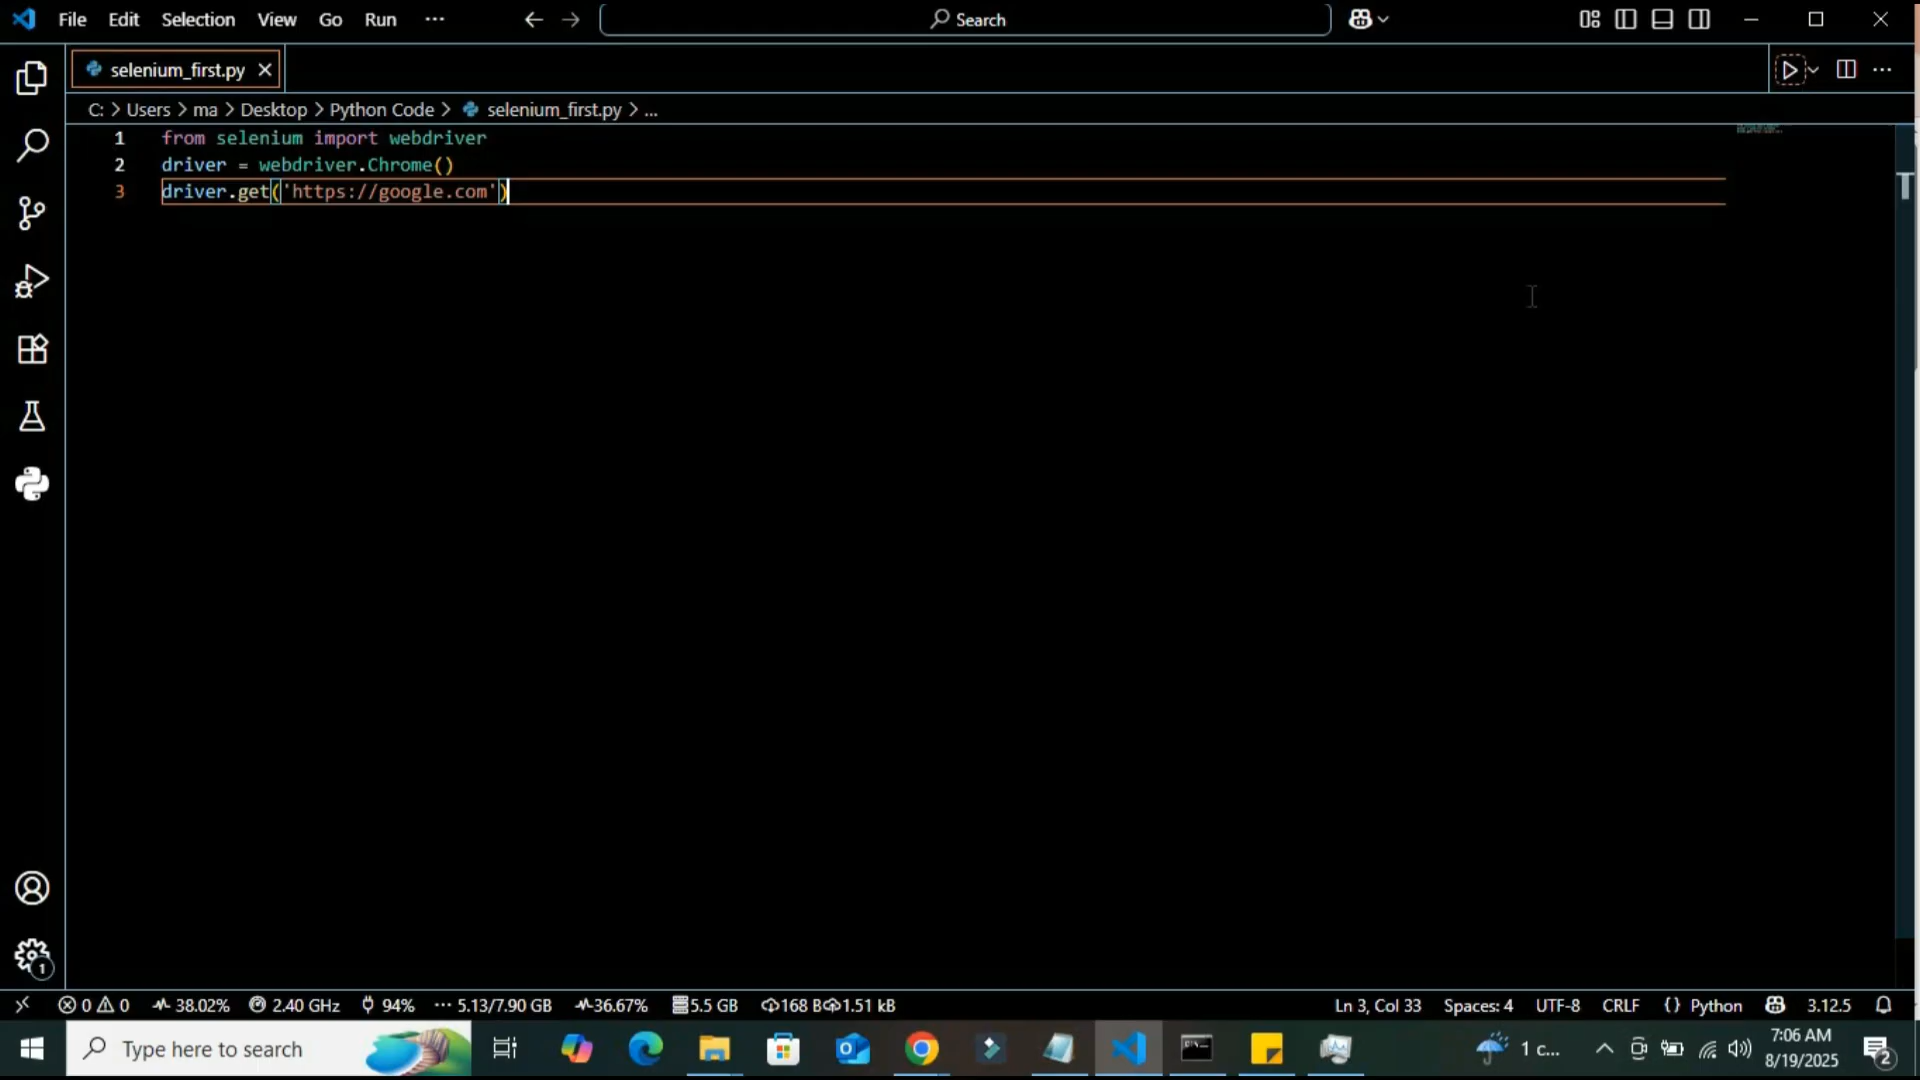 File Edit Selection View Go Run ··· Search
selenium_first.py
C: > Users > ma > Desktop > Python Code > selenium_first.py > ...
1 from selenium import webdriver
2 driver = webdriver.Chrome()
3 driver.get('https://google.com')
1
0 0 38.02% 2.40 GHz 94% ··· 5.13/7.90 GB 36.67% 5.5 GB 168 B 1.51 kB Ln 3, Col 33 Spaces: 4 UTF-8 CRLF {} Python 3.12.5
Type here to search 1 c... 7:06 AM
8/19/2025 2